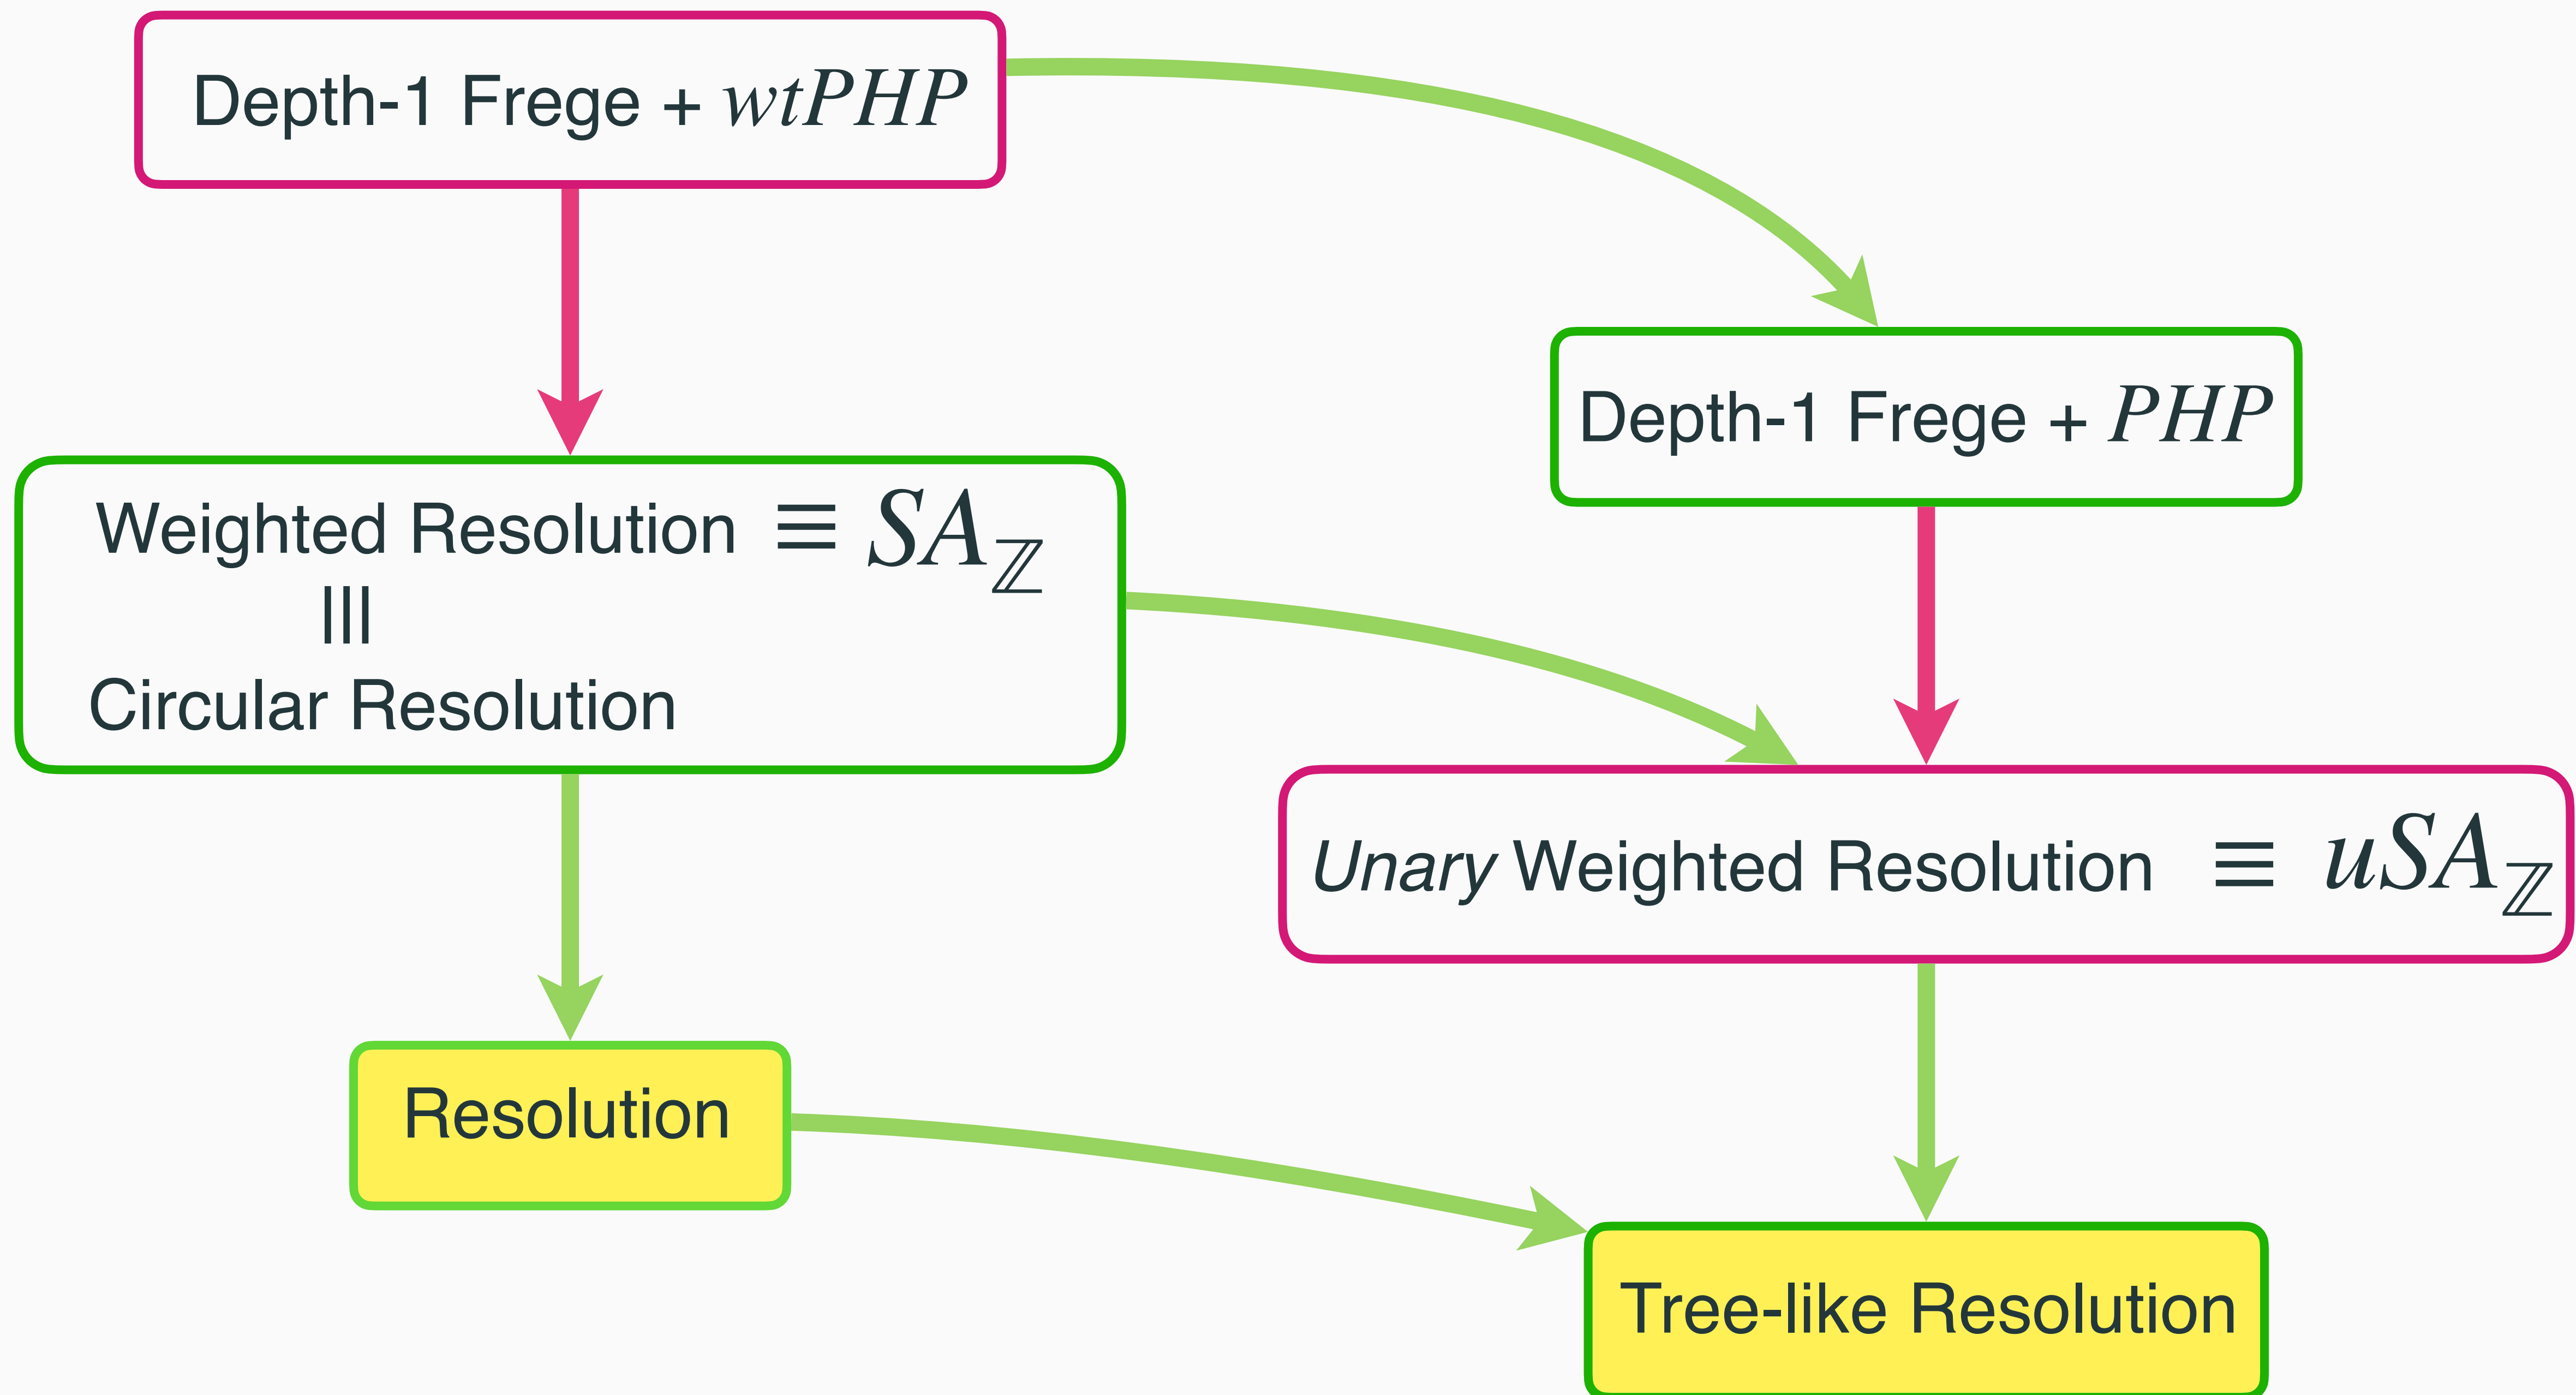 Depth-1 Frege + wtPHP
Depth-1 Frege + PHP
Weighted Resolution ≡ SA_ℤ
|||
Circular Resolution
Unary Weighted Resolution ≡ uSA_ℤ
Resolution
Tree-like Resolution